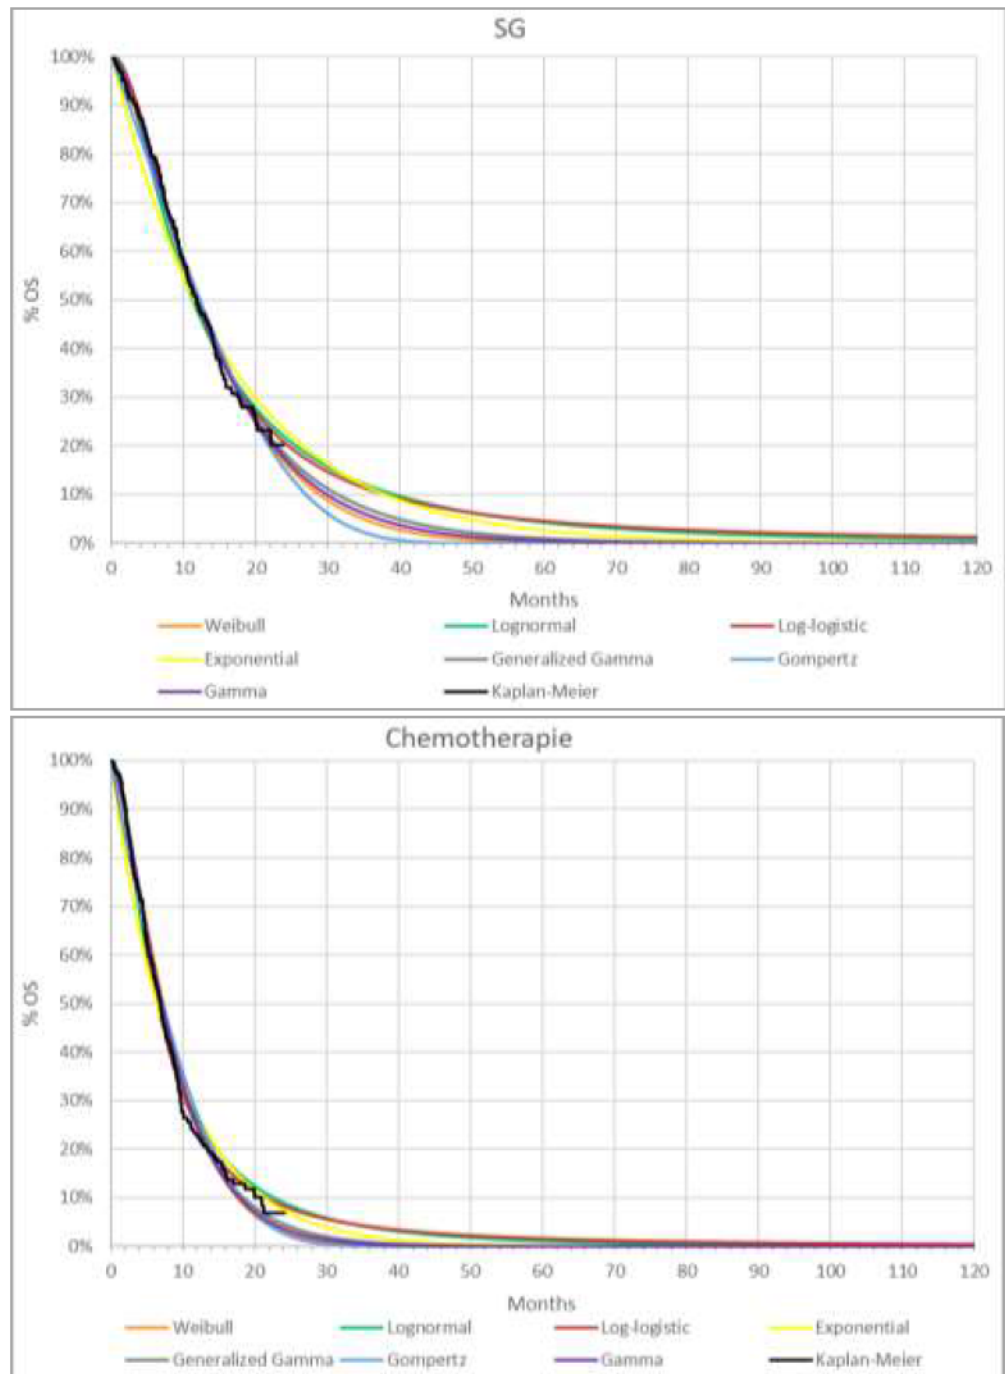 SG
100%
90%
80%
70%
60%
50%
40%
30%
20%
10%
0%
% OS
0 10 20 30 40 50 60 70 80 90 100 110 120
Months
Weibull Lognormal Log-logistic
Exponential Generalized Gamma Gompertz
Gamma Kaplan-Meier
Chemotherapie
100%
90%
80%
70%
60%
50%
40%
30%
20%
10%
0%
% OS
0 10 20 30 40 50 60 70 80 90 100 110 120
Months
Weibull Lognormal Log-logistic Exponential
Generalized Gamma Gompertz Gamma Kaplan-Meier